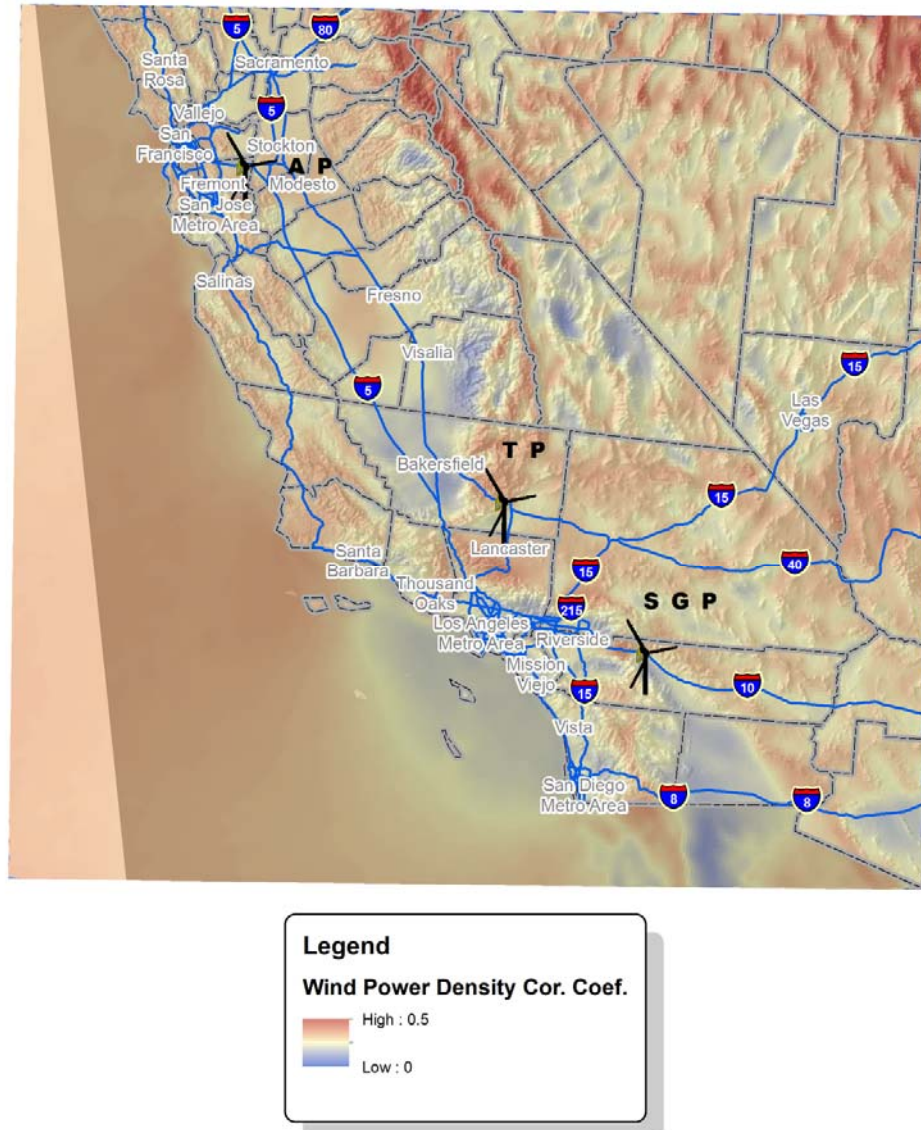 5
80
Santa
Rosa
Sacramento
Vallejo
5
San
Francisco
Stockton
A P
Fremont
Modesto
San Jose
Metro Area
Salinas
Fresno
Visalia
15
5
Las
Vegas
T P
Bakersfield
15
Lancaster
Santa
Barbara
40
15
Thousand
Oaks
215
S G P
Los Angeles
Metro Area
Riverside
Mission
Viejo
15
10
Vista
San Diego
Metro Area
8
8
Legend
Wind Power Density Cor. Coef.
High : 0.5
Low : 0